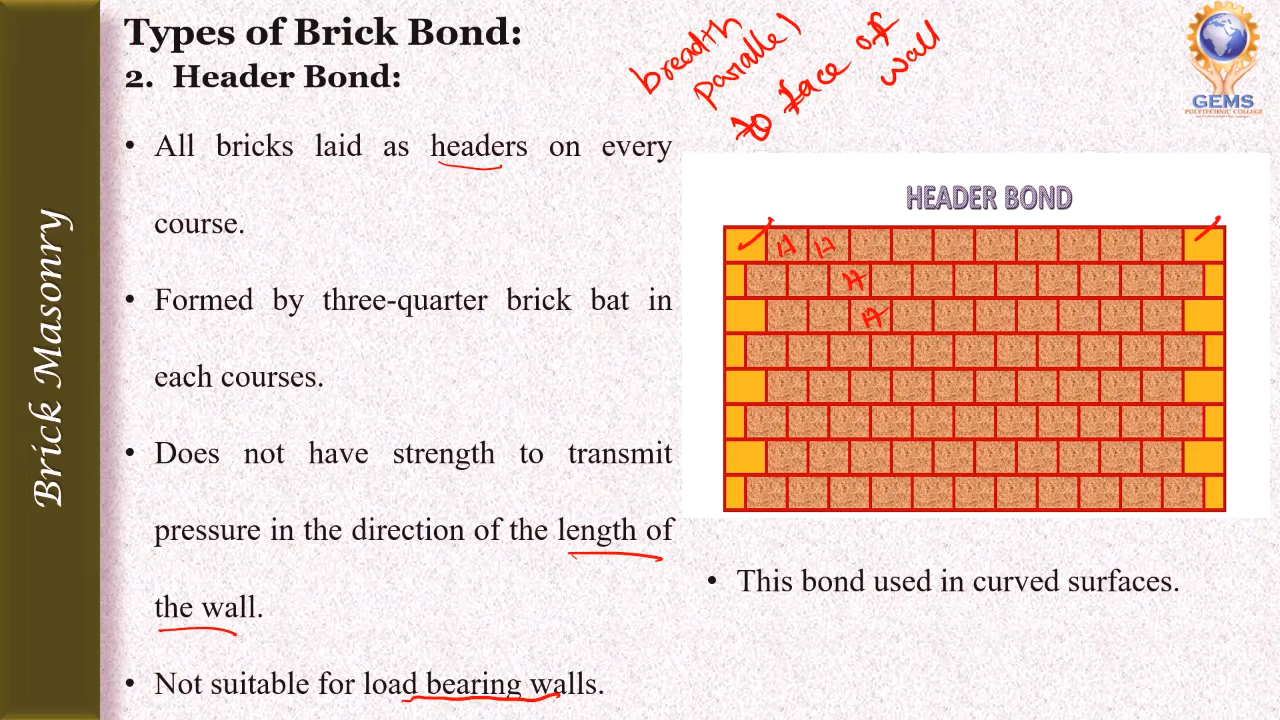 Types of Brick Bond:
2. Header Bond:
breadth
parallel
to face of
wall
GEMS
POLYTECHNIC COLLEGE
• All bricks laid as headers on every
course.
• Formed by three-quarter brick bat in
each courses.
• Does not have strength to transmit
pressure in the direction of the length of
the wall.
• Not suitable for load bearing walls.
Brick Masonry
HEADER BOND
• This bond used in curved surfaces.